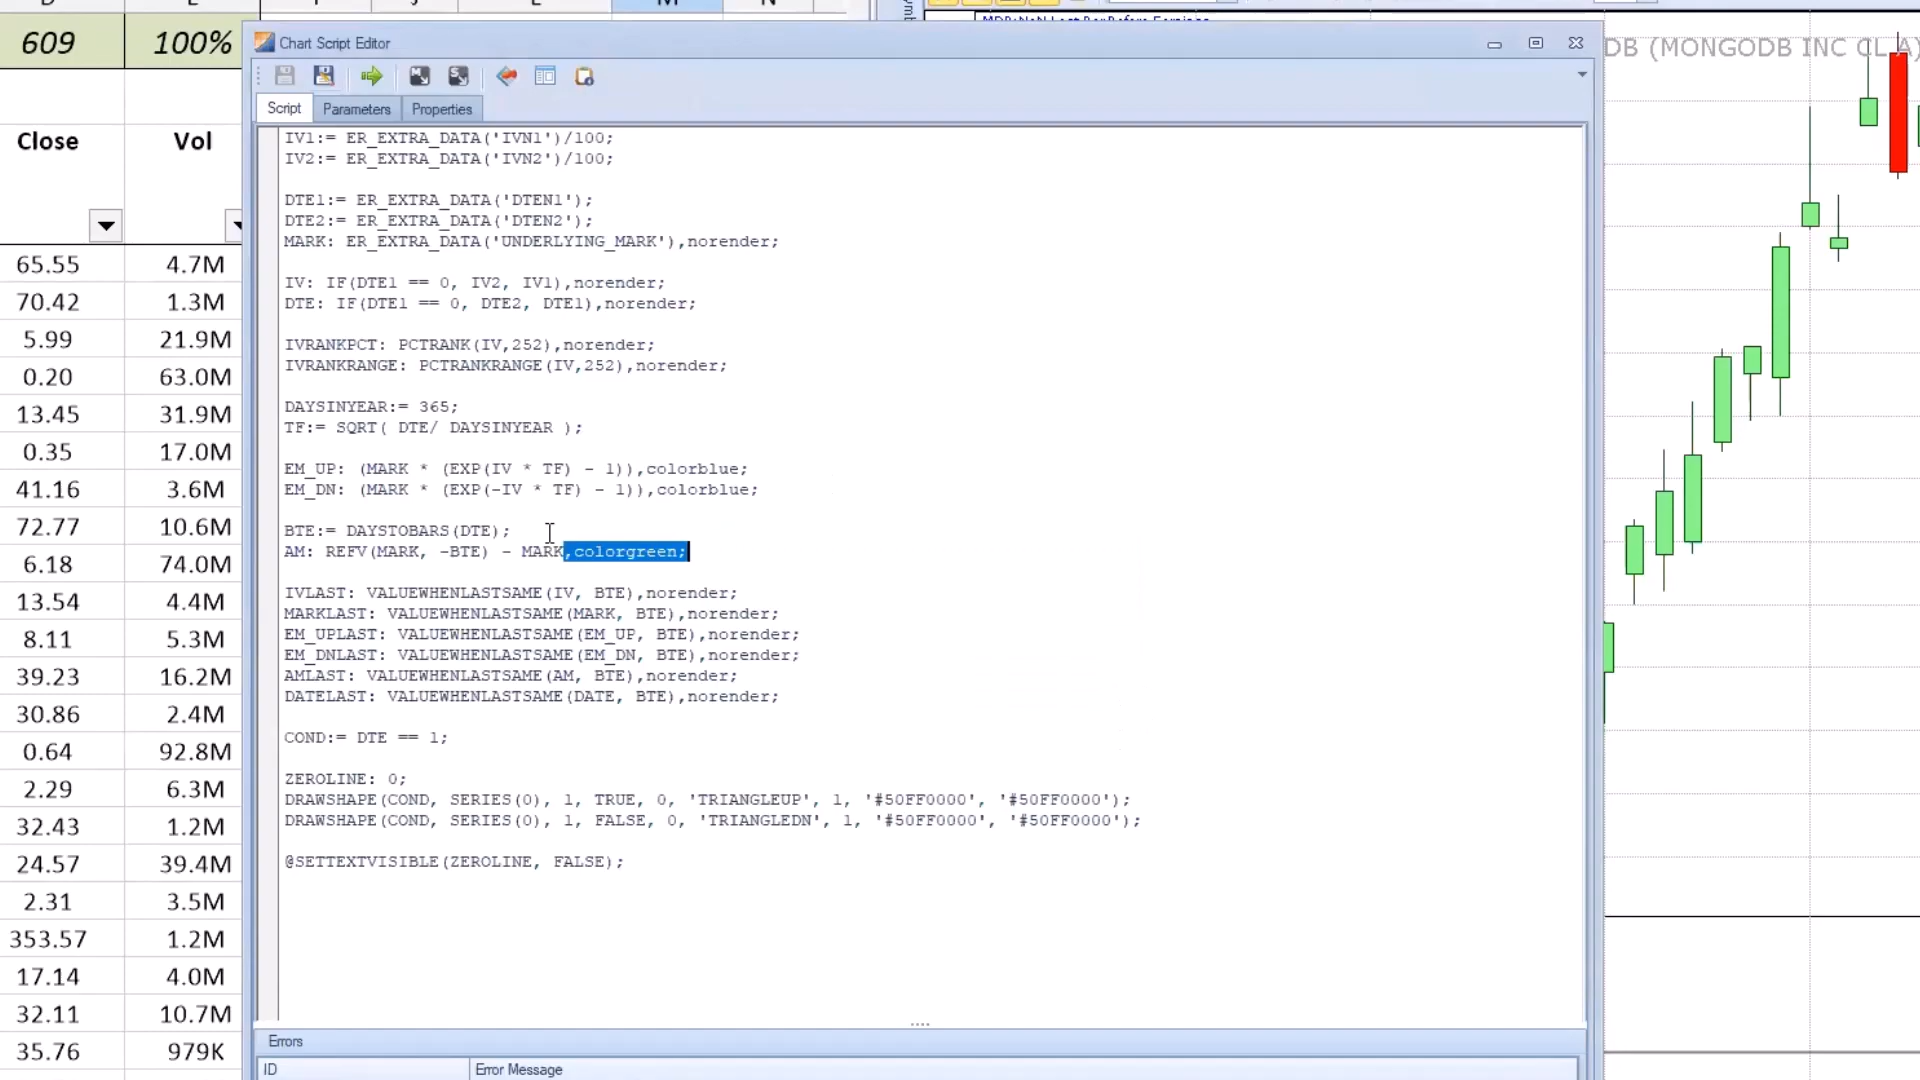 609 100%
Close Vol
65.55 4.7M
70.42 1.3M
5.99 21.9M
0.20 63.0M
13.45 31.9M
0.35 17.0M
41.16 3.6M
72.77 10.6M
6.18 74.0M
13.54 4.4M
8.11 5.3M
39.23 16.2M
30.86 2.4M
0.64 92.8M
2.29 6.3M
32.43 1.2M
24.57 39.4M
2.31 3.5M
353.57 1.2M
17.14 4.0M
32.11 10.7M
35.76 979K
Chart Script Editor
Script Parameters Properties
IV1:= ER_EXTRA_DATA('IVN1')/100;
IV2:= ER_EXTRA_DATA('IVN2')/100;
DTE1:= ER_EXTRA_DATA('DTEN1');
DTE2:= ER_EXTRA_DATA('DTEN2');
MARK: ER_EXTRA_DATA('UNDERLYING_MARK'),norender;
IV: IF(DTE1 == 0, IV2, IV1),norender;
DTE: IF(DTE1 == 0, DTE2, DTE1),norender;
IVRANKPCT: PCTRANK(IV,252),norender;
IVRANKRANGE: PCTRANKRANGE(IV,252),norender;
DAYSINYEAR:= 365;
TF:= SQRT( DTE/ DAYSINYEAR );
EM_UP: (MARK * (EXP(IV * TF) - 1)),colorblue;
EM_DN: (MARK * (EXP(-IV * TF) - 1)),colorblue;
BTE:= DAYSTOBARS(DTE);
AM: REFV(MARK, -BTE) - MARK,colorgreen;
IVLAST: VALUEWHENLASTSAME(IV, BTE),norender;
MARKLAST: VALUEWHENLASTSAME(MARK, BTE),norender;
EM_UPLAST: VALUEWHENLASTSAME(EM_UP, BTE),norender;
EM_DNLAST: VALUEWHENLASTSAME(EM_DN, BTE),norender;
AMLAST: VALUEWHENLASTSAME(AM, BTE),norender;
DATELAST: VALUEWHENLASTSAME(DATE, BTE),norender;
COND:= DTE == 1;
ZEROLINE: 0;
DRAWSHAPE(COND, SERIES(0), 1, TRUE, 0, 'TRIANGLEUP', 1, '#50FF0000', '#50FF0000');
DRAWSHAPE(COND, SERIES(0), 1, FALSE, 0, 'TRIANGLEDN', 1, '#50FF0000', '#50FF0000');
@SETTEXTVISIBLE(ZEROLINE, FALSE);
Errors
ID Error Message
DB (MONGODB INC CL A)